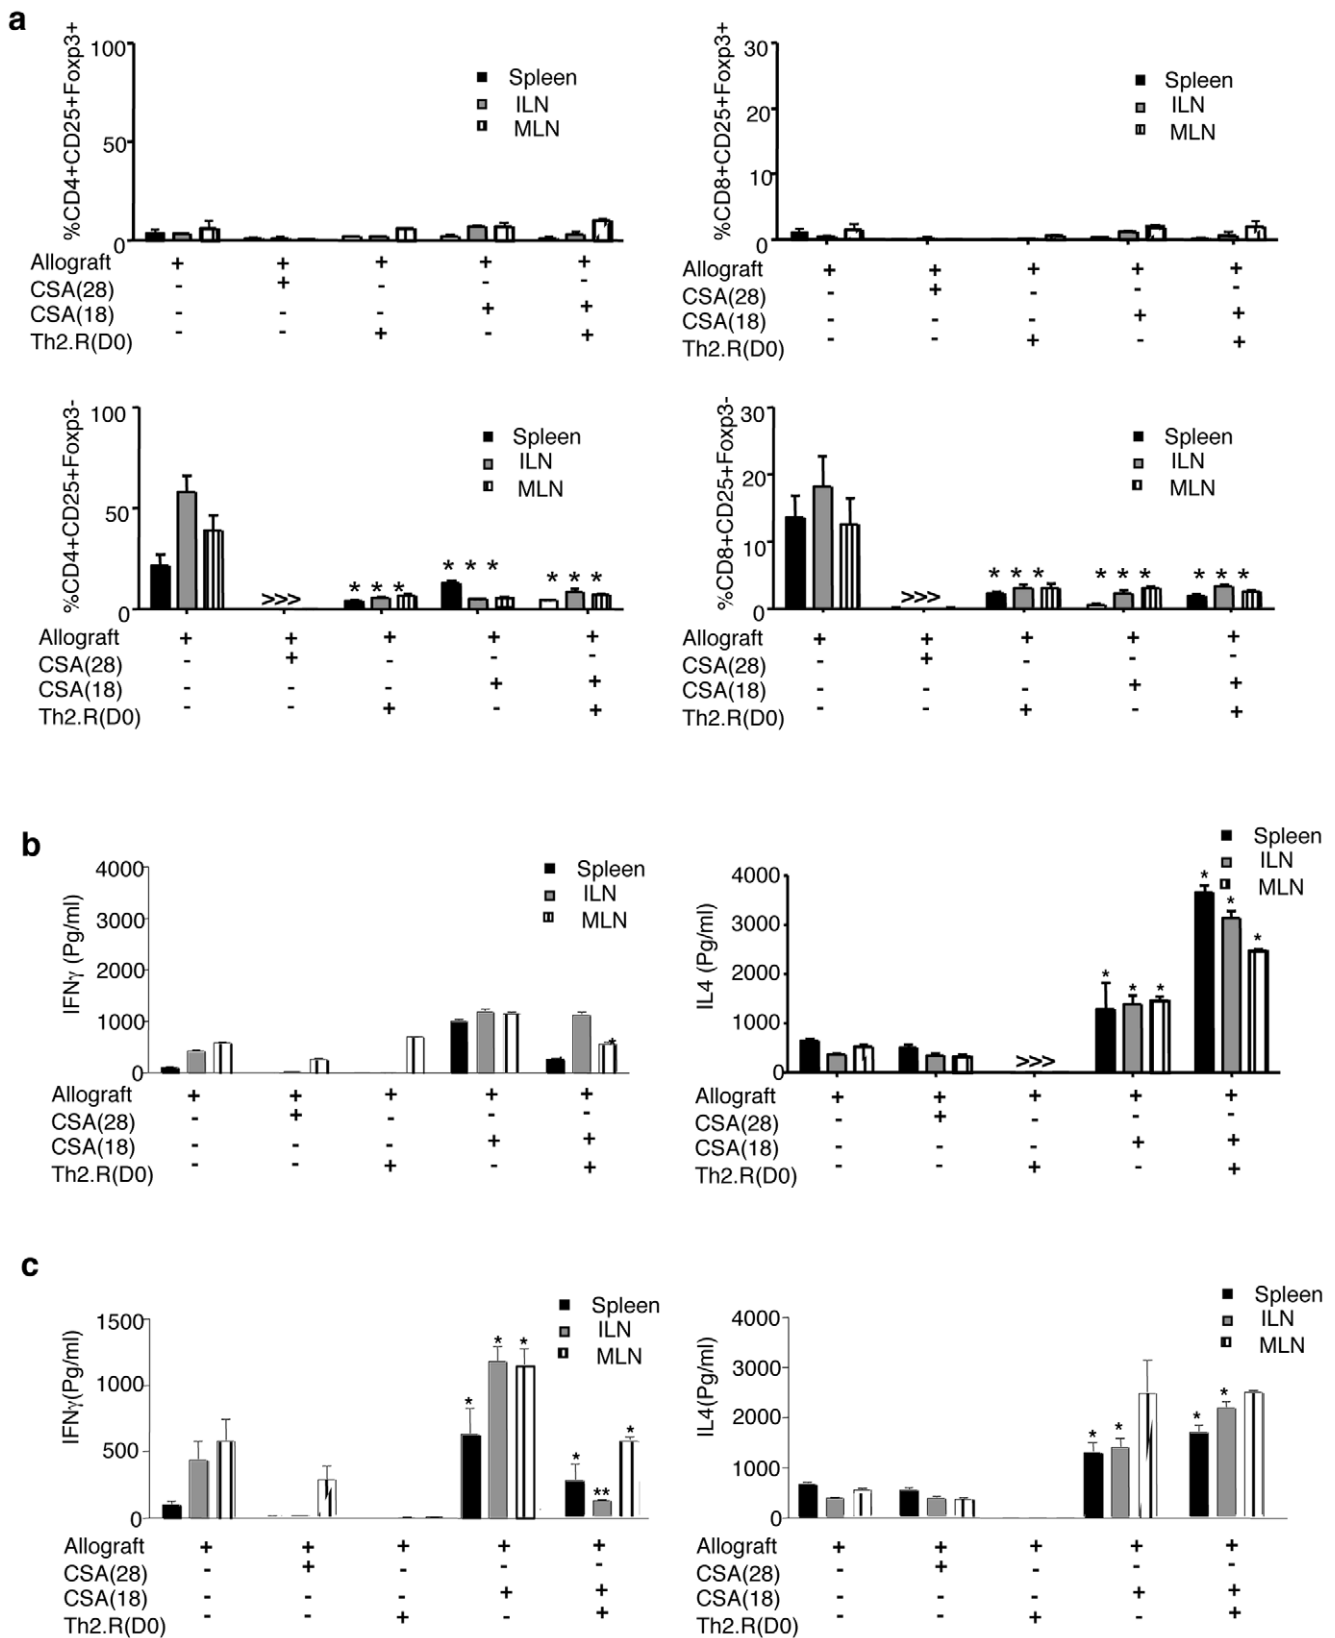 a
%CD4+CD25+Foxp3+
100
50
0
Spleen
ILN
MLN
Allograft + + + + +
CSA(28) - + - - -
CSA(18) - - - + +
Th2.R(D0) - - + - +
%CD8+CD25+Foxp3+
30
20
10
0
Spleen
ILN
MLN
Allograft + + + + +
CSA(28) - + - - -
CSA(18) - - - + +
Th2.R(D0) - - + - +
%CD4+CD25+Foxp3-
100
50
0
Spleen
ILN
MLN
>>> * * * * * * * * *
Allograft + + + + +
CSA(28) - + - - -
CSA(18) - - - + +
Th2.R(D0) - - + - +
%CD8+CD25+Foxp3-
30
20
10
0
Spleen
ILN
MLN
>>> * * * * * * * * *
Allograft + + + + +
CSA(28) - + - - -
CSA(18) - - - + +
Th2.R(D0) - - + - +
b
IFNγ (Pg/ml)
4000
3000
2000
1000
0
Spleen
ILN
MLN
*
Allograft + + + + +
CSA(28) - + - - -
CSA(18) - - - + +
Th2.R(D0) - - + - +
IL4 (Pg/ml)
4000
3000
2000
1000
0
Spleen
ILN
MLN
>>> * * * * * *
Allograft + + + + +
CSA(28) - + - - -
CSA(18) - - - + +
Th2.R(D0) - - + - +
c
IFNγ(Pg/ml)
1500
1000
500
0
Spleen
ILN
MLN
* * * * ** *
Allograft + + + + +
CSA(28) - + - - -
CSA(18) - - - + +
Th2.R(D0) - - + - +
IL4(Pg/ml)
4000
3000
2000
1000
0
Spleen
ILN
MLN
* * * *
Allograft + + + + +
CSA(28) - + - - -
CSA(18) - - - + +
Th2.R(D0) - - + - +